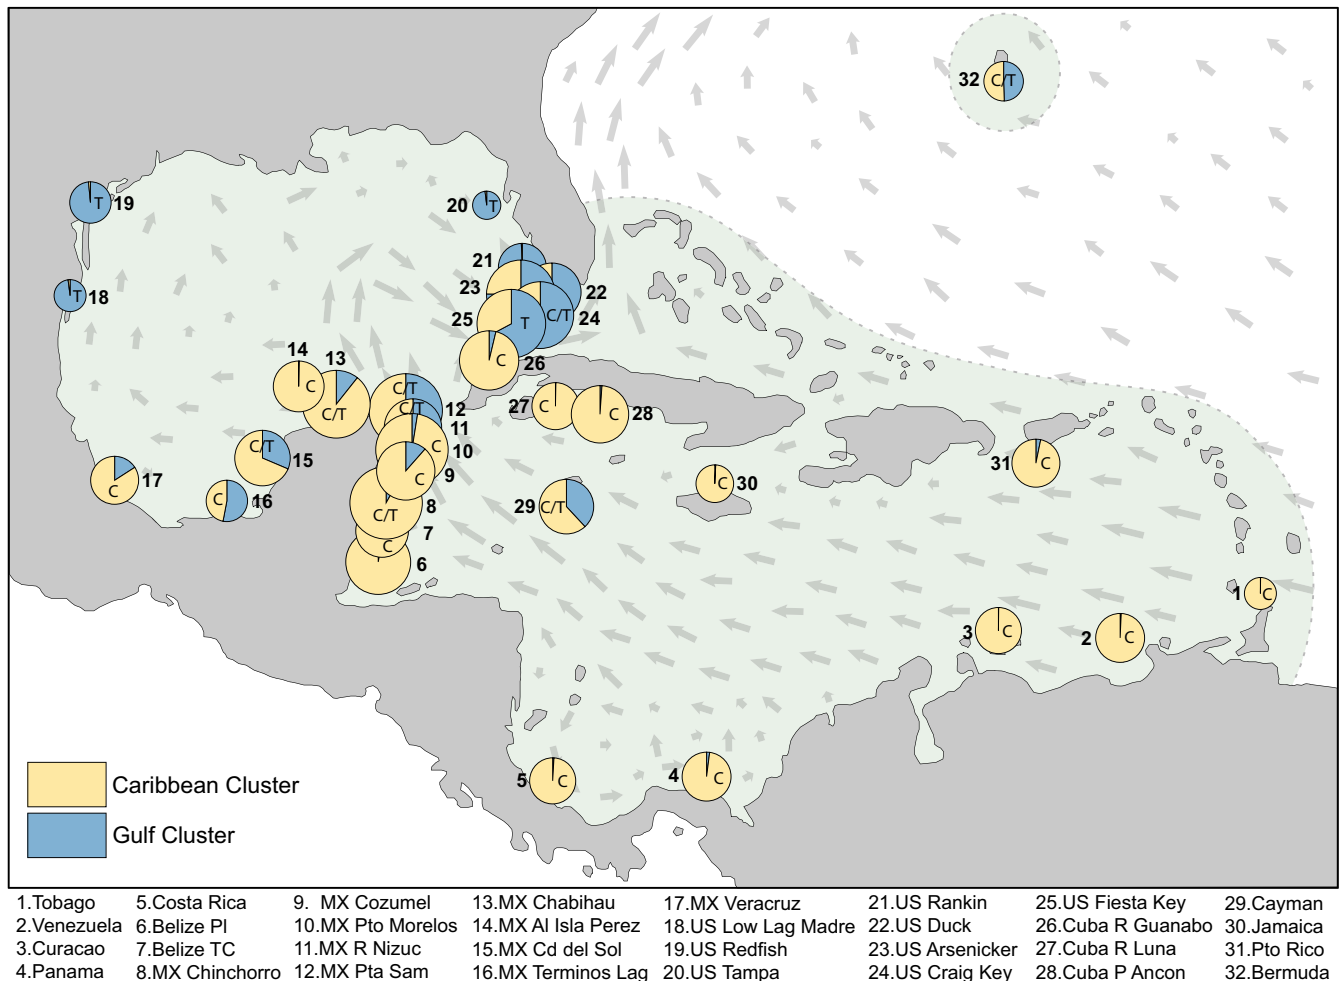 32 C/T
T 19
20 T
21
T 18
23
22
25 T C/T 24
14
13
C
C/T
C 26
C/T
C/T 12
11
27 C
C 28
C/T
15
C 10
9
C
17
C
C 16
31 C
C 30
29 C/T
C/T
8
7
C
6
1 C
3 C
2 C
5 C
4 C
Caribbean Cluster
Gulf Cluster
1.Tobago 5.Costa Rica 9. MX Cozumel 13.MX Chabihau 17.MX Veracruz 21.US Rankin 25.US Fiesta Key 29.Cayman
2.Venezuela 6.Belize Pl 10.MX Pto Morelos 14.MX Al Isla Perez 18.US Low Lag Madre 22.US Duck 26.Cuba R Guanabo 30.Jamaica
3.Curacao 7.Belize TC 11.MX R Nizuc 15.MX Cd del Sol 19.US Redfish 23.US Arsenicker 27.Cuba R Luna 31.Pto Rico
4.Panama 8.MX Chinchorro 12.MX Pta Sam 16.MX Terminos Lag 20.US Tampa 24.US Craig Key 28.Cuba P Ancon 32.Bermuda